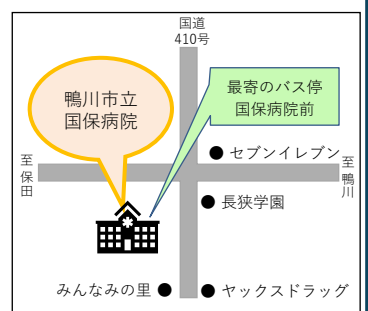 国道
410号
鴨川市立
国保病院
最寄のバス停
国保病院前
● セブンイレブン
至保田
至鴨川
● 長狭学園
みんなみの里 ●
● ヤックスドラッグ